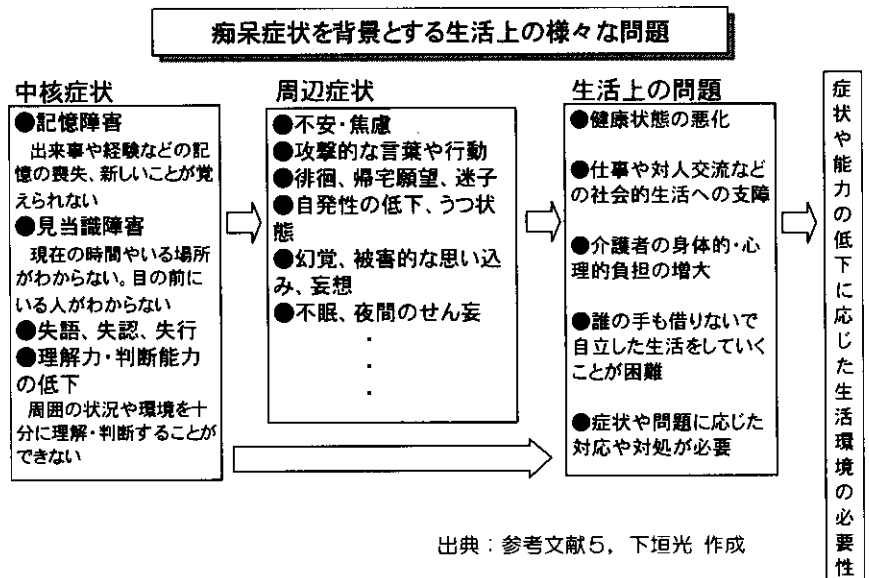 痴呆症状を背景とする生活上の様々な問題
中核症状
●記憶障害
出来事や経験などの記
憶の喪失、新しいことが覚
えられない
●見当識障害
現在の時間やいる場所
がわからない。目の前に
いる人がわからない
●失語、失認、失行
●理解力・判断能力
の低下
周囲の状況や環境を十
分に理解・判断することが
できない
周辺症状
●不安・焦慮
●攻撃的な言葉や行動
●徘徊、帰宅願望、迷子
●自発性の低下、うつ状
態
●幻覚、被害的な思い込
み、妄想
●不眠、夜間のせん妄
・
・
・
生活上の問題
●健康状態の悪化
●仕事や対人交流など
の社会的生活への支障
●介護者の身体的・心
理的負担の増大
●誰の手も借りないで
自立した生活をしていく
ことが困難
●症状や問題に応じた
対応や対処が必要
症状や能力の低下に応じた生活環境の必要性
出典：参考文献5，下垣光 作成